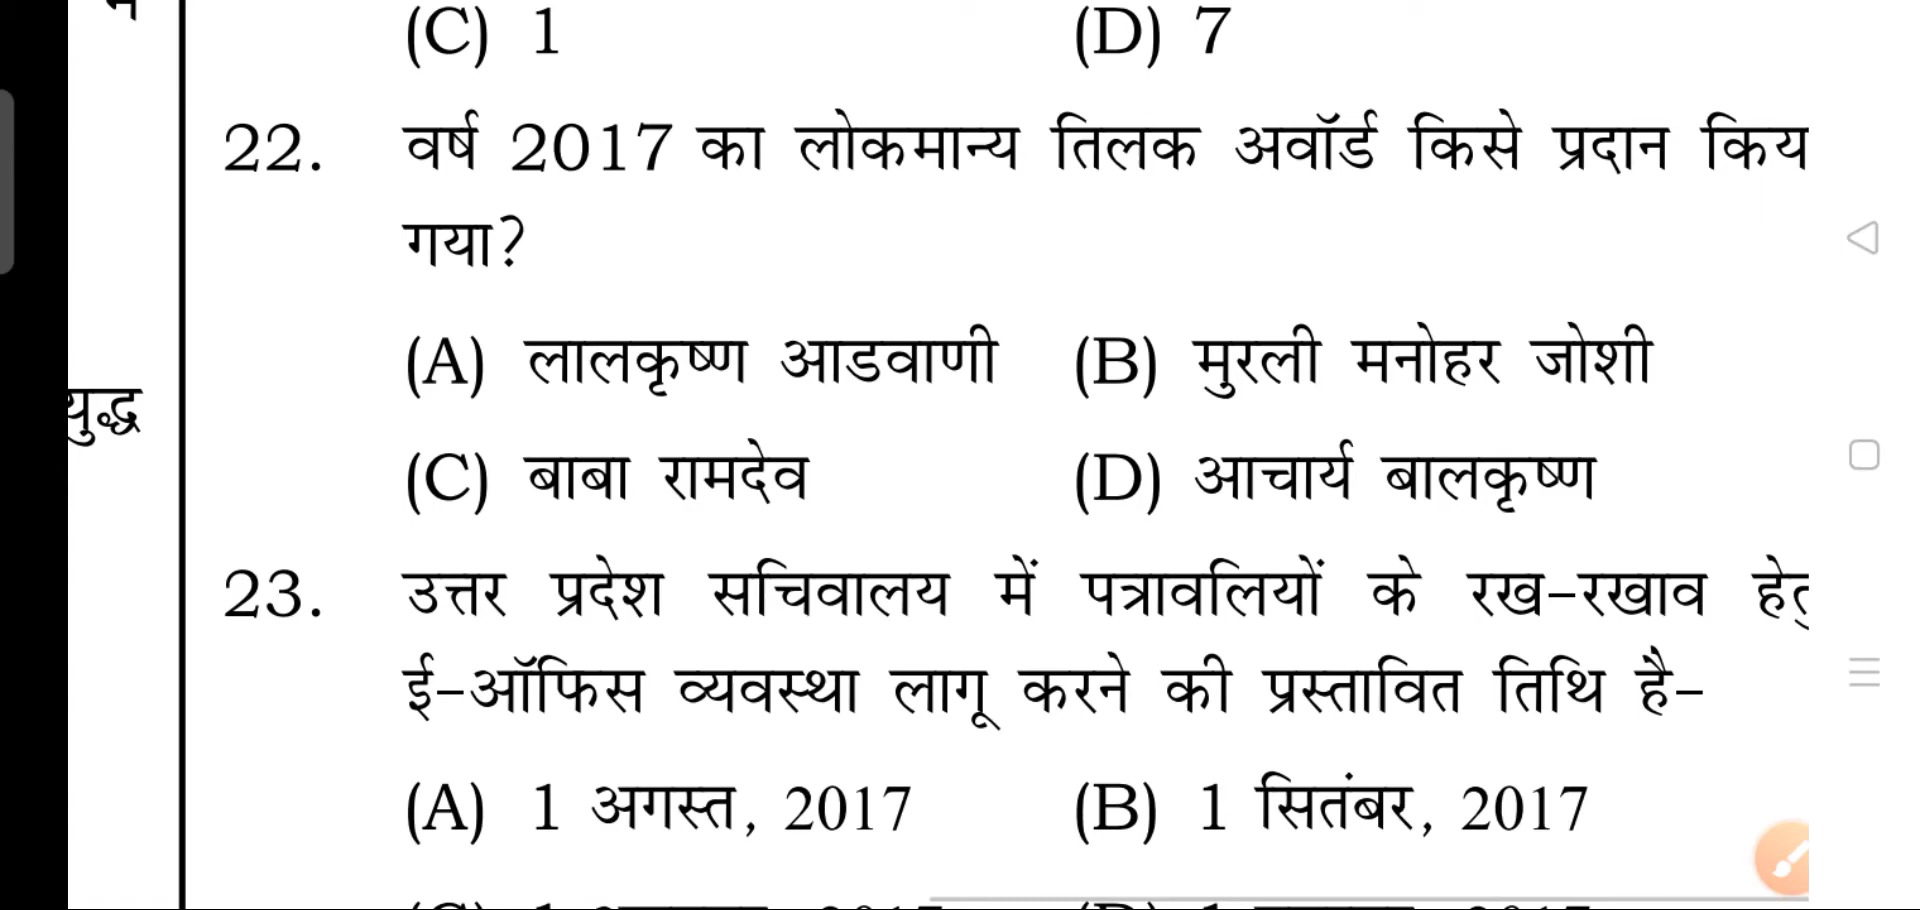 (C) 1 (D) 7
22. वर्ष 2017 का लोकमान्य तिलक अवॉर्ड किसे प्रदान किय
गया?
(A) लालकृष्ण आडवाणी (B) मुरली मनोहर जोशी
युद्ध
(C) बाबा रामदेव (D) आचार्य बालकृष्ण
23. उत्तर प्रदेश सचिवालय में पत्रावलियों के रख-रखाव हेतु
ई-ऑफिस व्यवस्था लागू करने की प्रस्तावित तिथि है-
(A) 1 अगस्त, 2017 (B) 1 सितंबर, 2017